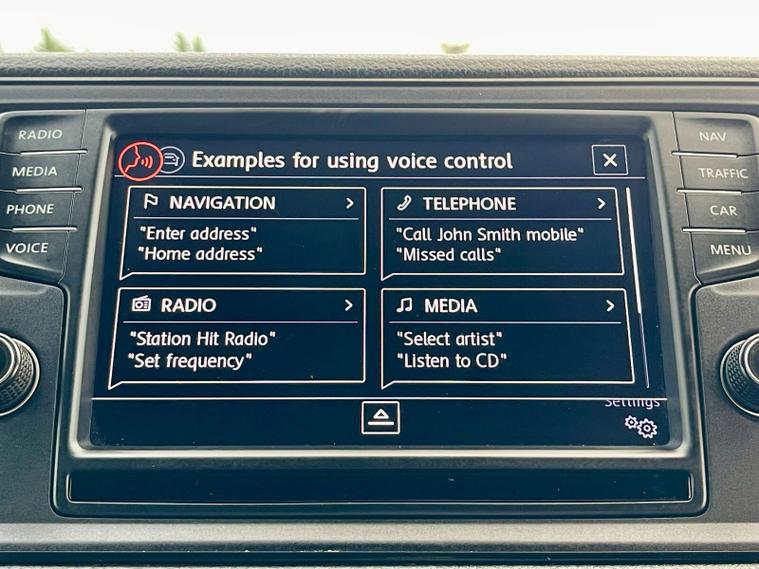 RADIO
MEDIA
PHONE
VOICE
Examples for using voice control
NAVIGATION
"Enter address"
"Home address"
TELEPHONE
"Call John Smith mobile"
"Missed calls"
RADIO
"Station Hit Radio"
"Set frequency"
MEDIA
"Select artist"
"Listen to CD"
Settings
NAV
TRAFFIC
CAR
MENU